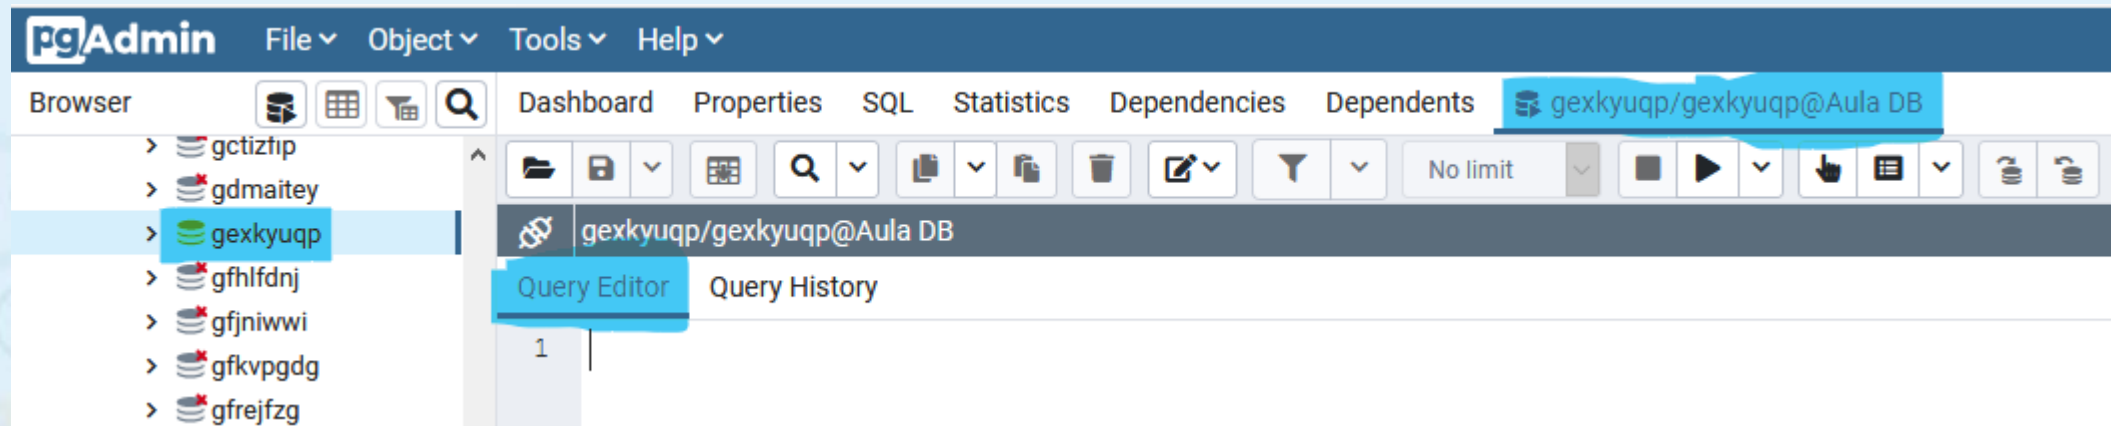 pgAdmin File Object Tools Help
Browser
Dashboard Properties SQL Statistics Dependencies Dependents gexkyuqp/gexkyuqp@Aula DB
gctizfip
gdmaitey
gexkyuqp
gfhlfdnj
gfjniwwi
gfkvpgdg
gfrejfzg
No limit
gexkyuqp/gexkyuqp@Aula DB
Query Editor Query History
1